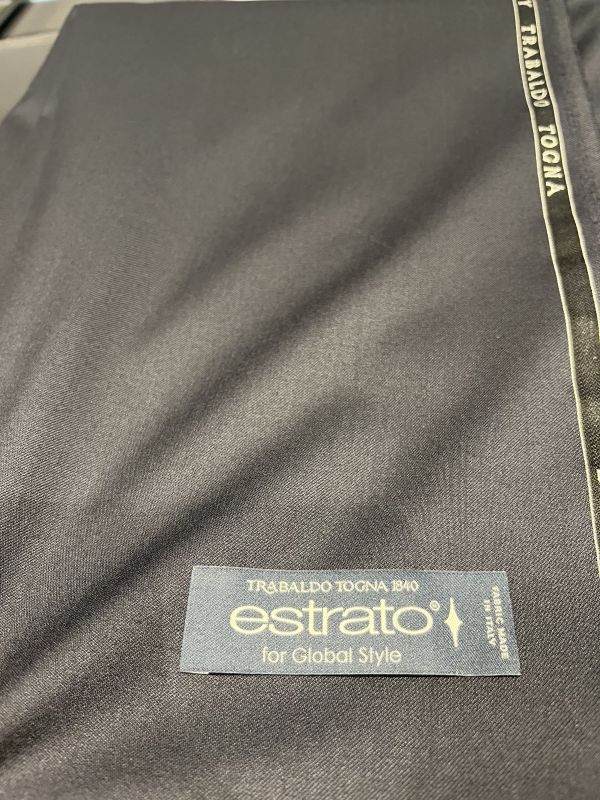 Y TRABALDO TOGNA
TRABALDO TOGNA 1840
estrato®
for Global Style
FABRIC MADE
IN ITALY